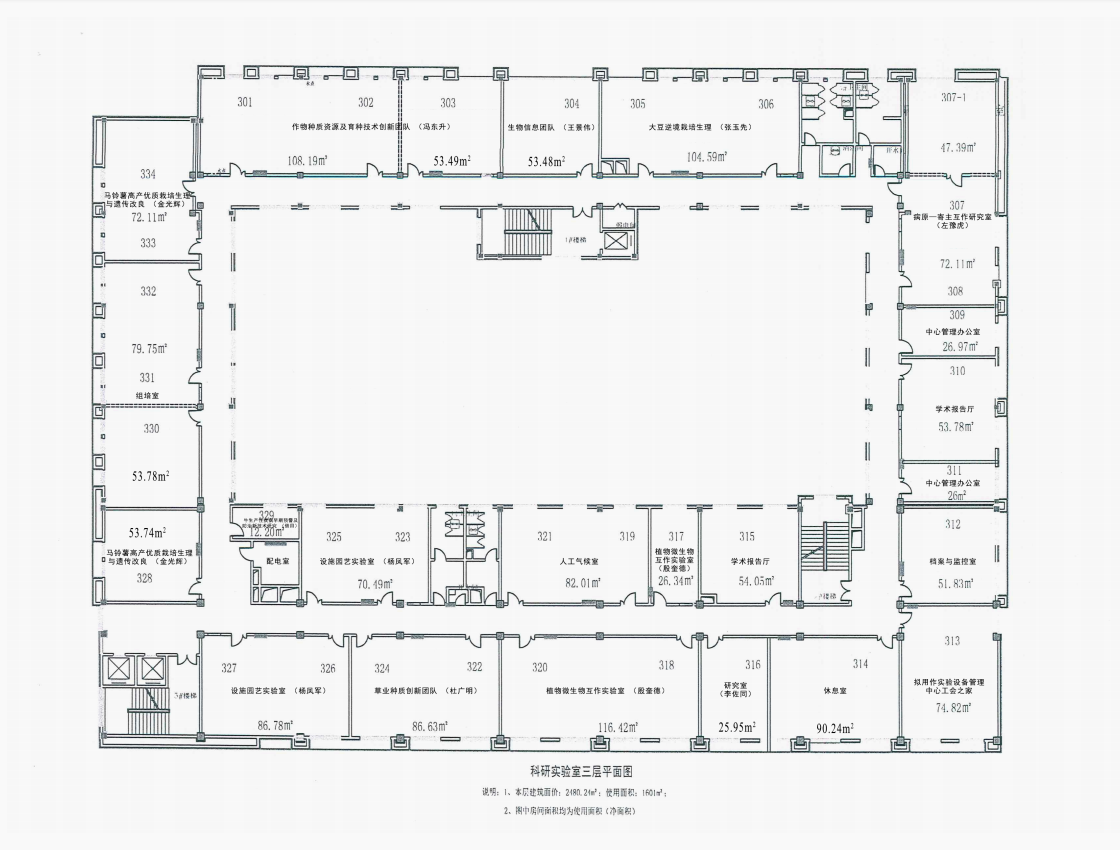 301
302
303
304
305
306
307-1
作物种质资源及育种技术创新团队 （冯东升）
生物信息团队 （王景伟）
大豆逆境栽培生理 （张玉先）
108.19m²
53.49m²
53.48m²
104.59m²
47.39m²
334
马铃薯高产优质栽培生理
与遗传改良 （金光辉）
72.11m²
333
307
病原—寄主互作研究室
（左豫虎）
72.11m²
308
1#楼梯
332
79.75m²
331
组培室
309
中心管理办公室
26.97m²
310
学术报告厅
53.78m²
330
53.78m²
311
中心管理办公室
26m²
53.74m²
马铃薯高产优质栽培生理
与遗传改良 （金光辉）
328
329
12.20m²
配电室
325
323
设施园艺实验室 （杨凤军）
70.49m²
321
319
人工气候室
82.01m²
317
植物微生物
互作实验室
（殷奎德）
26.34m²
315
学术报告厅
54.05m²
312
档案与监控室
51.83m²
3#楼梯
327
326
设施园艺实验室 （杨凤军）
86.78m²
324
322
草业种质创新团队 （杜广明）
86.63m²
320
318
植物微生物互作实验室 （殷奎德）
116.42m²
316
研究室
（李佐同）
25.95m²
314
休息室
90.24m²
313
拟用作实验设备管理
中心工会之家
74.82m²
科研实验室三层平面图
说明：1、本层建筑面价：2480.24m²；使用面积：1601m²；
2、图中房间面积均为使用面积（净面积）